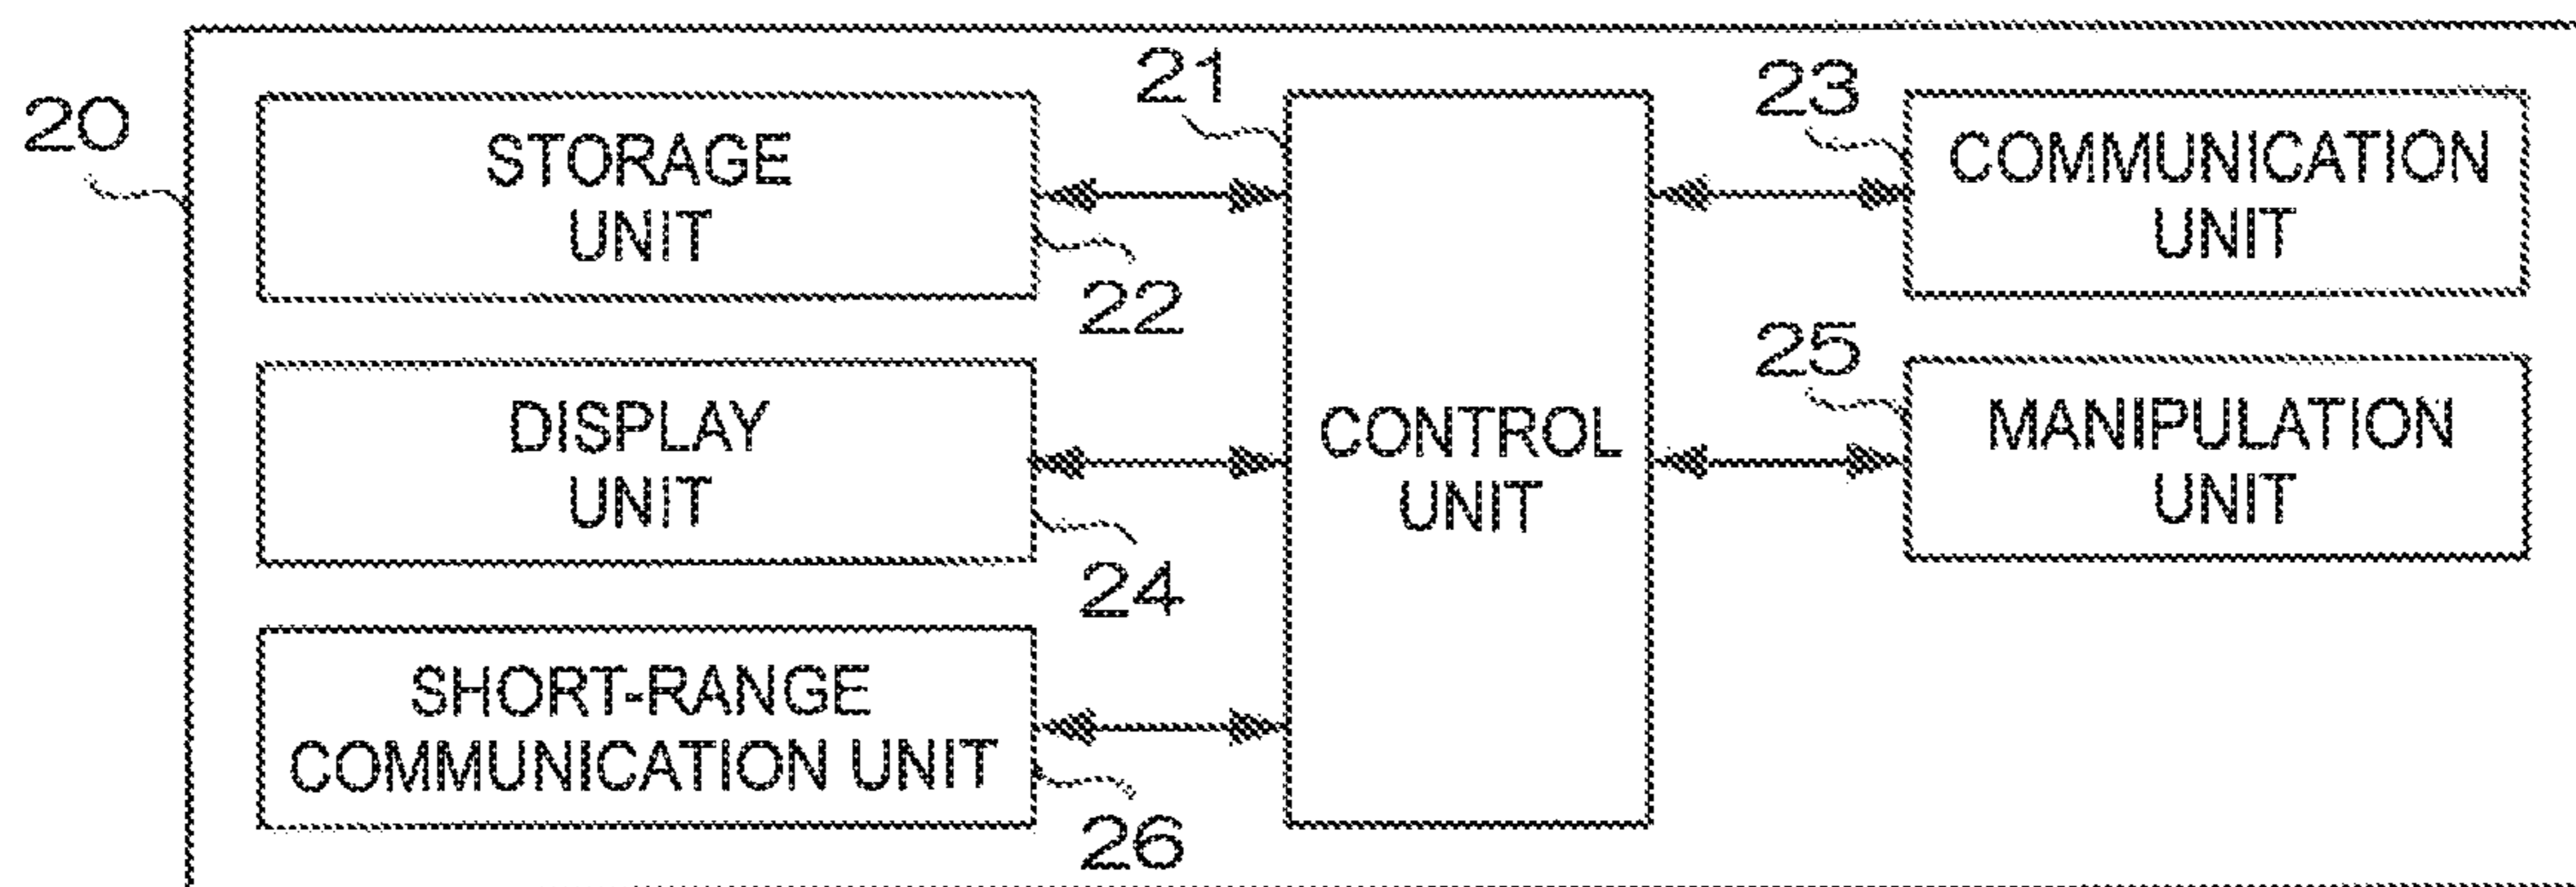 20
STORAGE
UNIT
22
21
CONTROL
UNIT
23
COMMUNICATION
UNIT
DISPLAY
UNIT
24
25
MANIPULATION
UNIT
SHORT-RANGE
COMMUNICATION UNIT
26